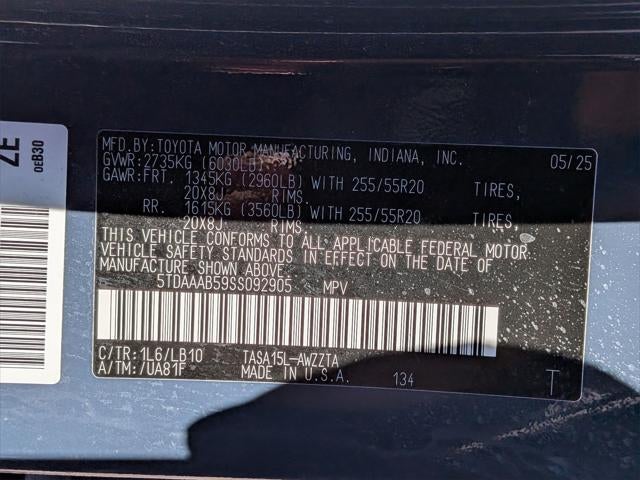 MFD.BY:TOYOTA MOTOR MANUFACTURING, INDIANA, INC. 05/25
GVWR:2735KG (6030LB)
GAWR:FRT. 1345KG (2960LB) WITH 255/55R20 TIRES,
20X8J RIMS.
RR. 1615KG (3560LB) WITH 255/55R20 TIRES,
20X8J RIMS.
THIS VEHICLE CONFORMS TO ALL APPLICABLE FEDERAL MOTOR
VEHICLE SAFETY STANDARDS IN EFFECT ON THE DATE OF
MANUFACTURE SHOWN ABOVE.
5TDAAAB59SS092905 MPV
C/TR:1L6/LB10 TASA15L-AWZZTA
A/TM:/UA81F MADE IN U.S.A. 134 T
0EB30